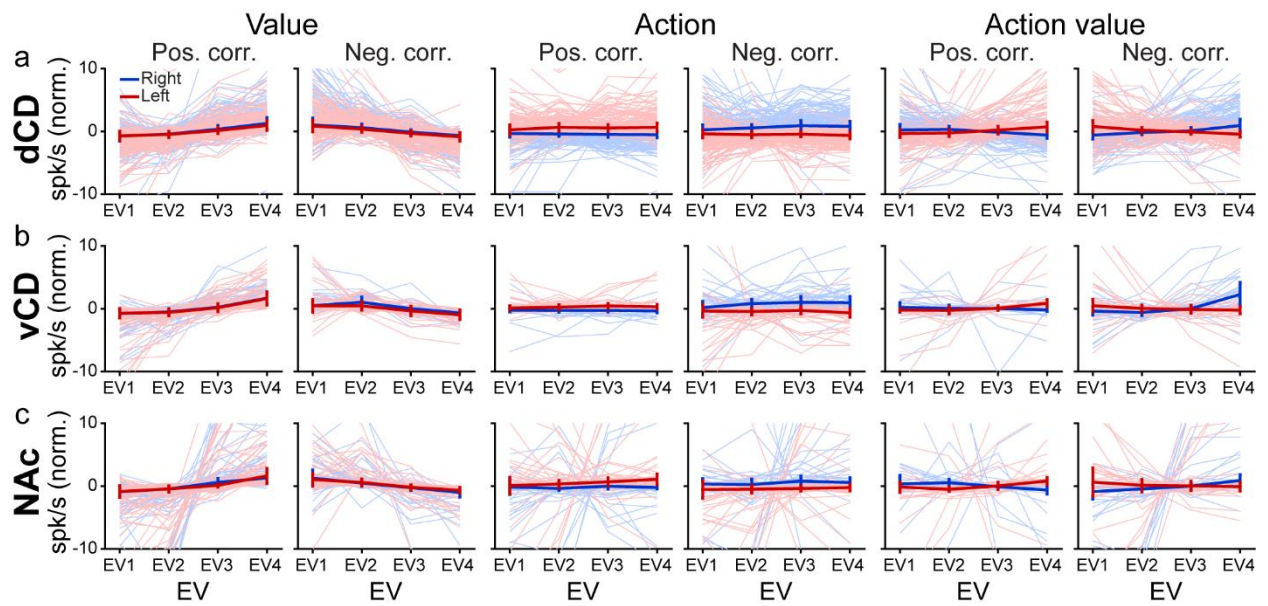 Value Action Action value
a Pos. corr. Neg. corr. Pos. corr. Neg. corr. Pos. corr. Neg. corr.
dCD
spk/s (norm.)
10
0
-10
Right
Left
EV1 EV2 EV3 EV4 EV1 EV2 EV3 EV4 EV1 EV2 EV3 EV4 EV1 EV2 EV3 EV4 EV1 EV2 EV3 EV4 EV1 EV2 EV3 EV4
b
vCD
spk/s (norm.)
10
0
-10
EV1 EV2 EV3 EV4 EV1 EV2 EV3 EV4 EV1 EV2 EV3 EV4 EV1 EV2 EV3 EV4 EV1 EV2 EV3 EV4 EV1 EV2 EV3 EV4
c
NAc
spk/s (norm.)
10
0
-10
EV1 EV2 EV3 EV4 EV1 EV2 EV3 EV4 EV1 EV2 EV3 EV4 EV1 EV2 EV3 EV4 EV1 EV2 EV3 EV4 EV1 EV2 EV3 EV4
EV EV EV EV EV EV